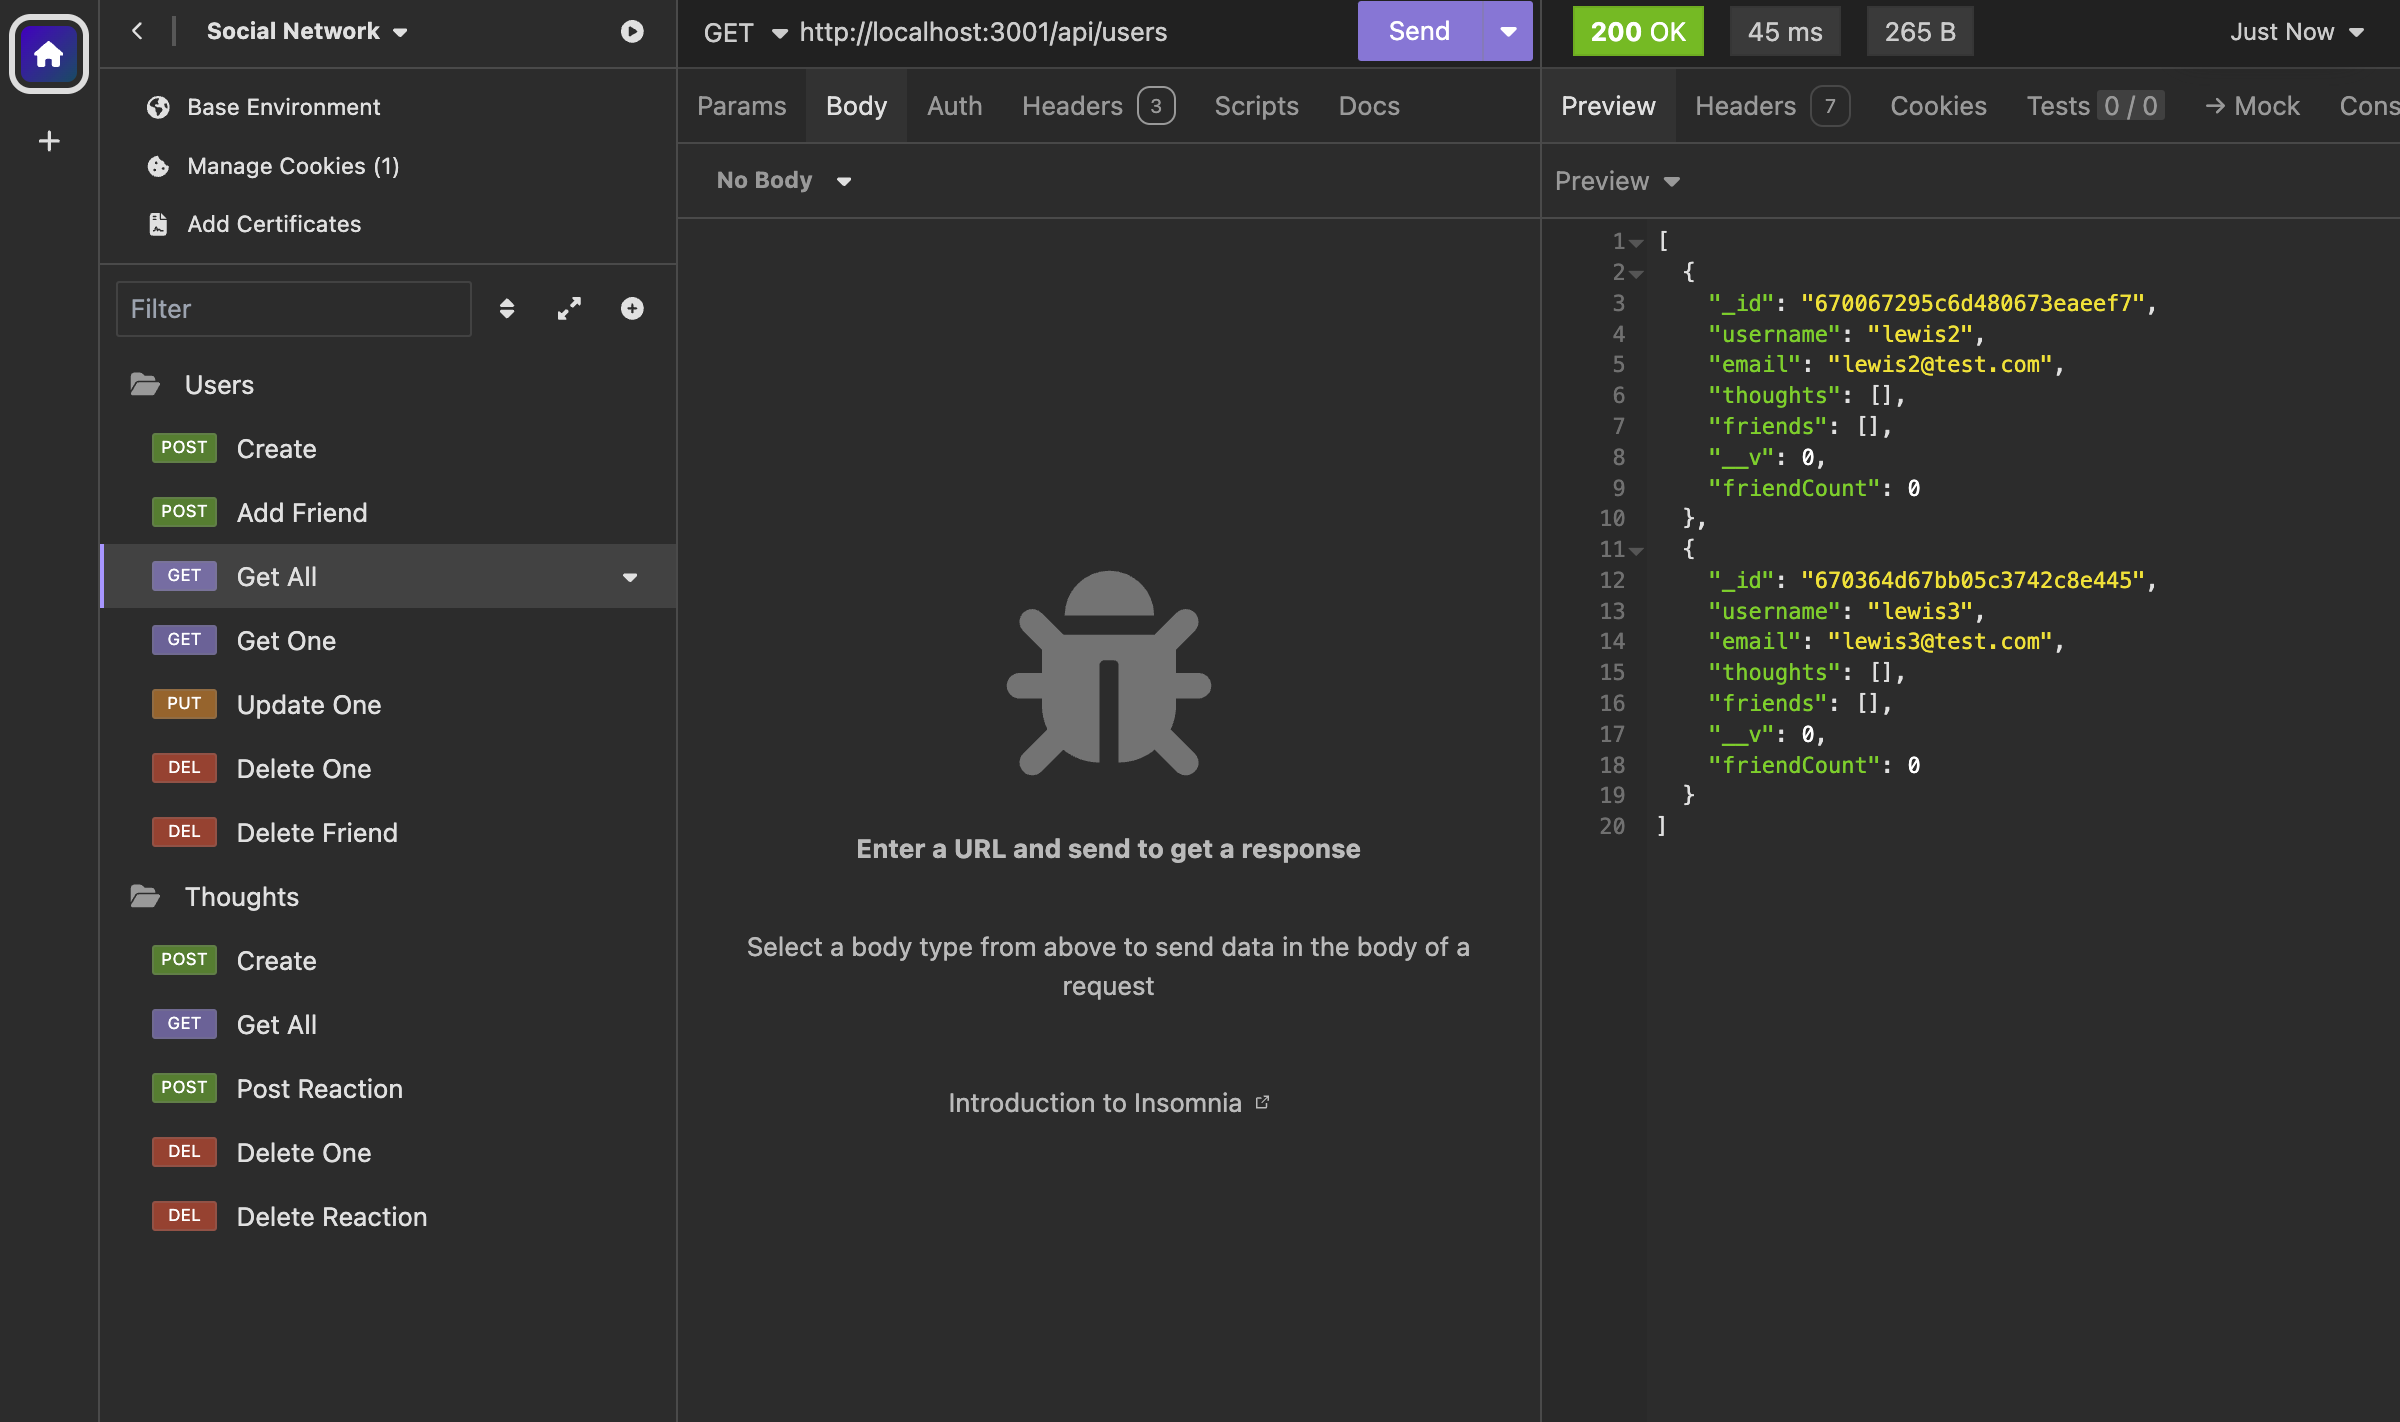 Social Network
Base Environment
Manage Cookies (1)
Add Certificates
Filter
Users
POST Create
POST Add Friend
GET Get All
GET Get One
PUT Update One
DEL Delete One
DEL Delete Friend
Thoughts
POST Create
GET Get All
POST Post Reaction
DEL Delete One
DEL Delete Reaction
GET http://localhost:3001/api/users Send
Params Body Auth Headers 3 Scripts Docs
No Body
Enter a URL and send to get a response
Select a body type from above to send data in the body of a
request
Introduction to Insomnia
200 OK 45 ms 265 B Just Now
Preview Headers 7 Cookies Tests 0 / 0 → Mock Cons
Preview
1 [
2 {
3 "_id": "670067295c6d480673eaeef7",
4 "username": "lewis2",
5 "email": "lewis2@test.com",
6 "thoughts": [],
7 "friends": [],
8 "__v": 0,
9 "friendCount": 0
10 },
11 {
12 "_id": "670364d67bb05c3742c8e445",
13 "username": "lewis3",
14 "email": "lewis3@test.com",
15 "thoughts": [],
16 "friends": [],
17 "__v": 0,
18 "friendCount": 0
19 }
20 ]